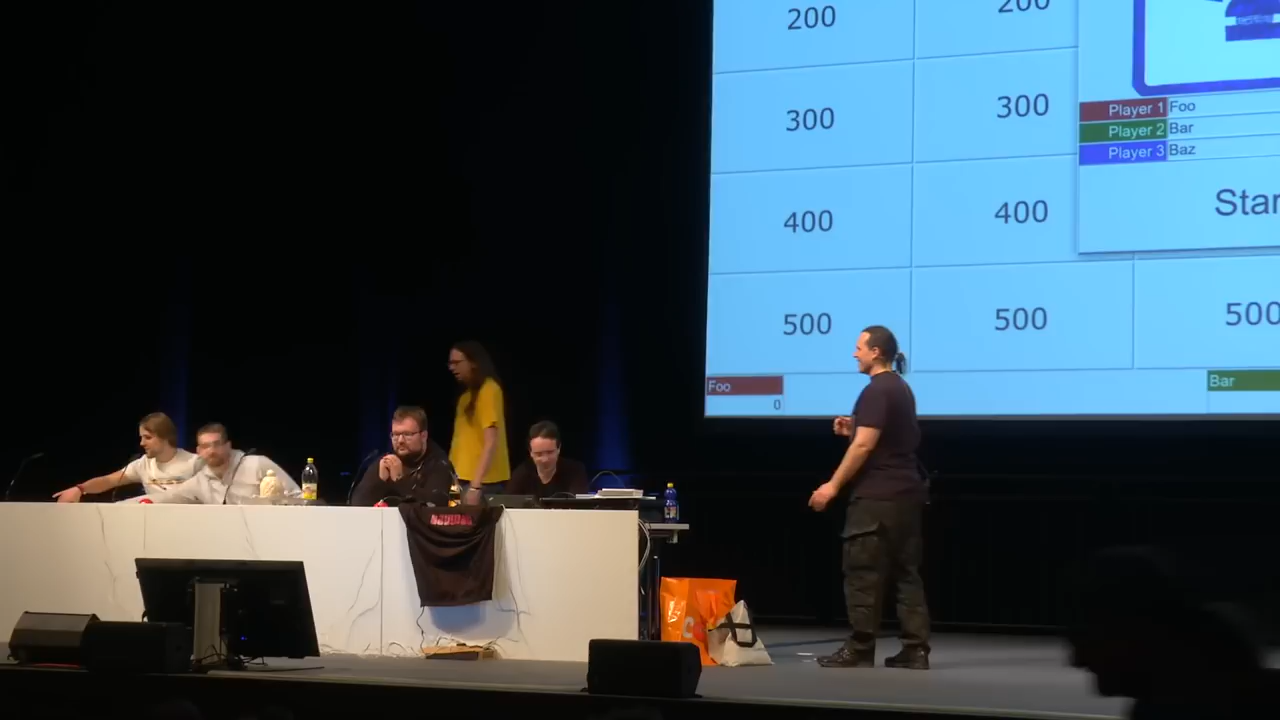 200 200
300 300
Player 1 Foo
Player 2 Bar
Player 3 Baz
400 400
500 500 500
Foo
0
Bar